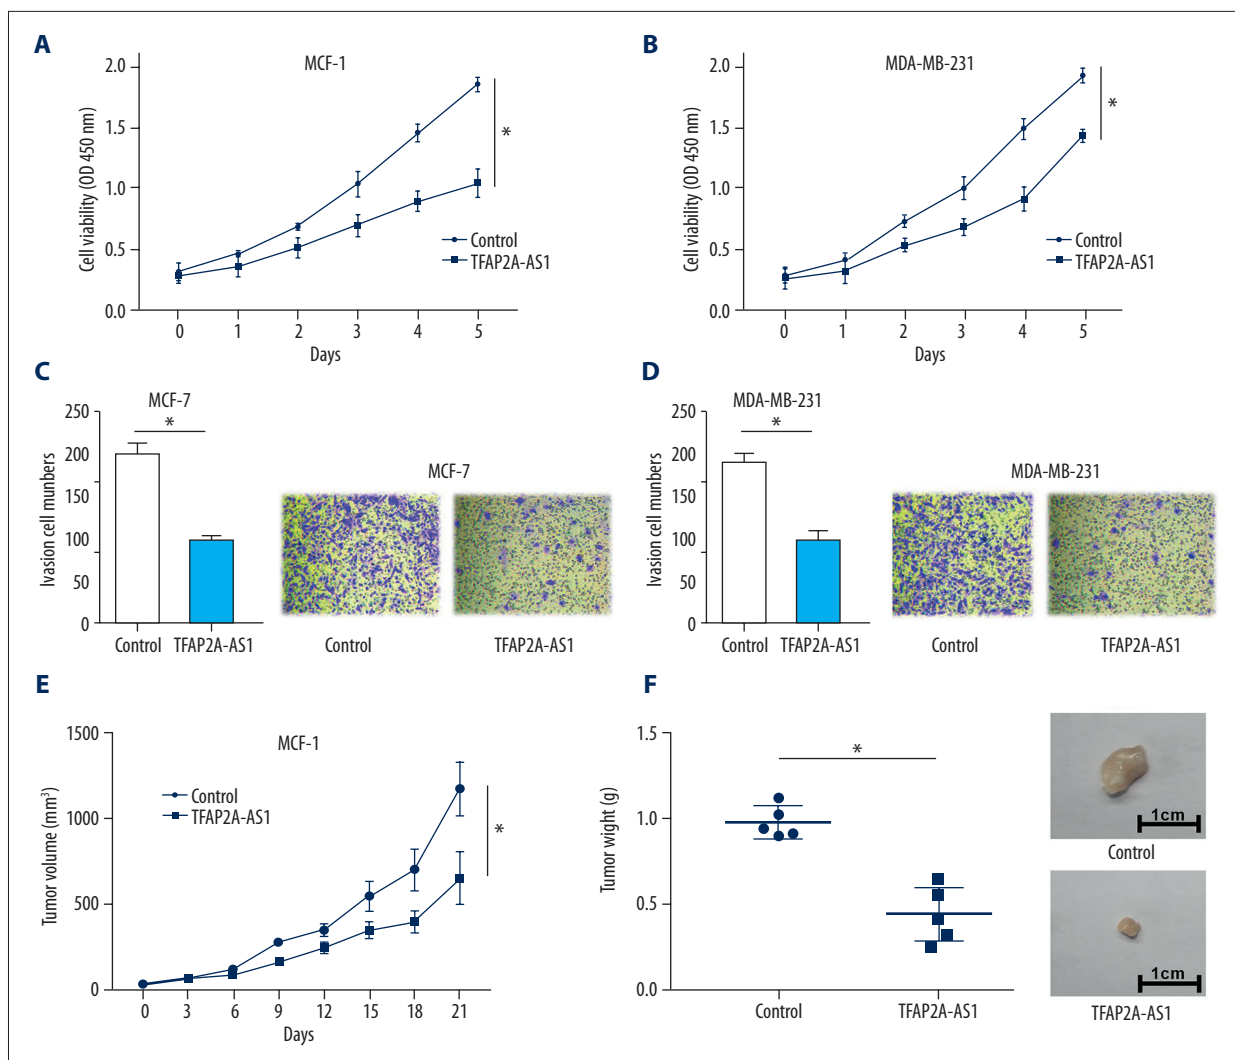 A
MCF-1
Cell viability (OD 450 nm)
2.0
1.5
1.0
0.5
0.0
*
Control
TFAP2A-AS1
0 1 2 3 4 5
Days
B
MDA-MB-231
Cell viability (OD 450 nm)
2.0
1.5
1.0
0.5
0.0
*
Control
TFAP2A-AS1
0 1 2 3 4 5
Days
C
MCF-7
Ivasion cell munbers
250
200
150
100
50
0
*
Control TFAP2A-AS1
MCF-7
Control TFAP2A-AS1
D
MDA-MB-231
Ivasion cell munbers
250
200
150
100
50
0
*
Control TFAP2A-AS1
MDA-MB-231
Control TFAP2A-AS1
E
MCF-1
Tumor volume (mm³)
1500
1000
500
0
Control
TFAP2A-AS1
*
0 3 6 9 12 15 18 21
Days
F
Tumor wight (g)
1.5
1.0
0.5
0.0
*
Control TFAP2A-AS1
1cm
Control
1cm
TFAP2A-AS1